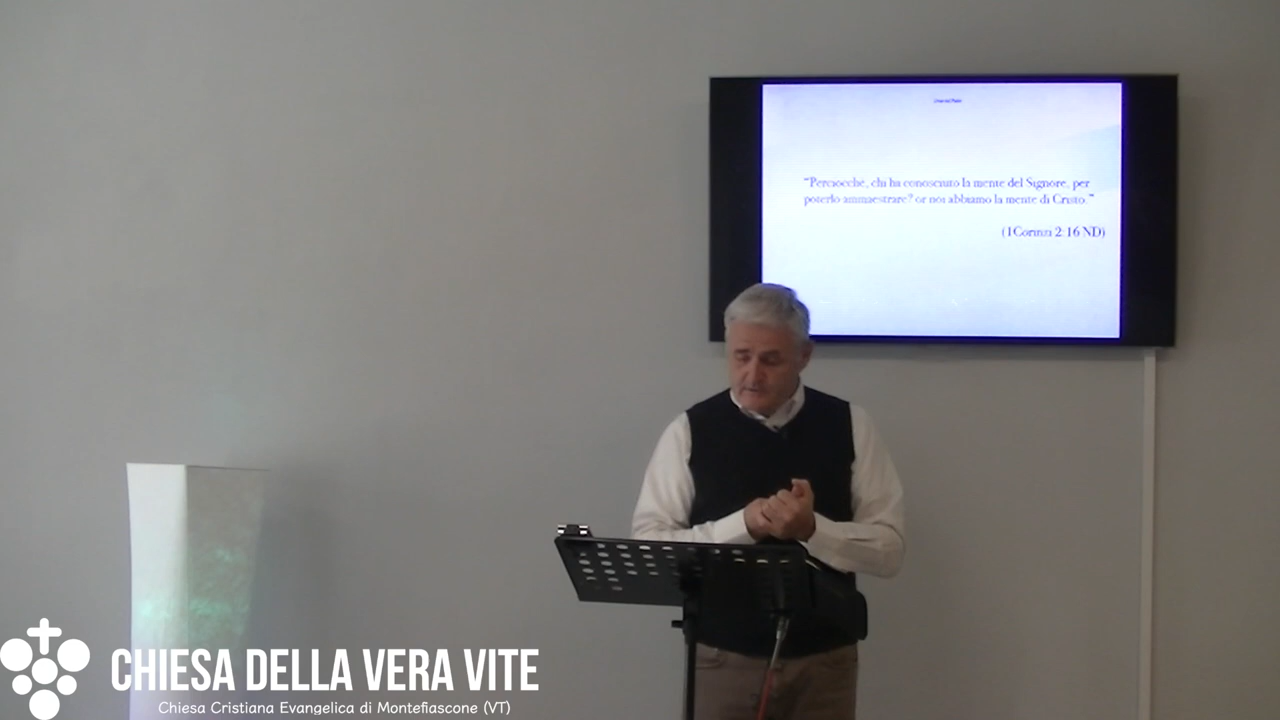 “Perciocche, chi ha conosciuto la mente del Signore, per
poterlo ammaestrare? or noi abbiamo la mente di Cristo.”
(1Corinzi 2:16 ND)
CHIESA DELLA VERA VITE
Chiesa Cristiana Evangelica di Montefiascone (VT)